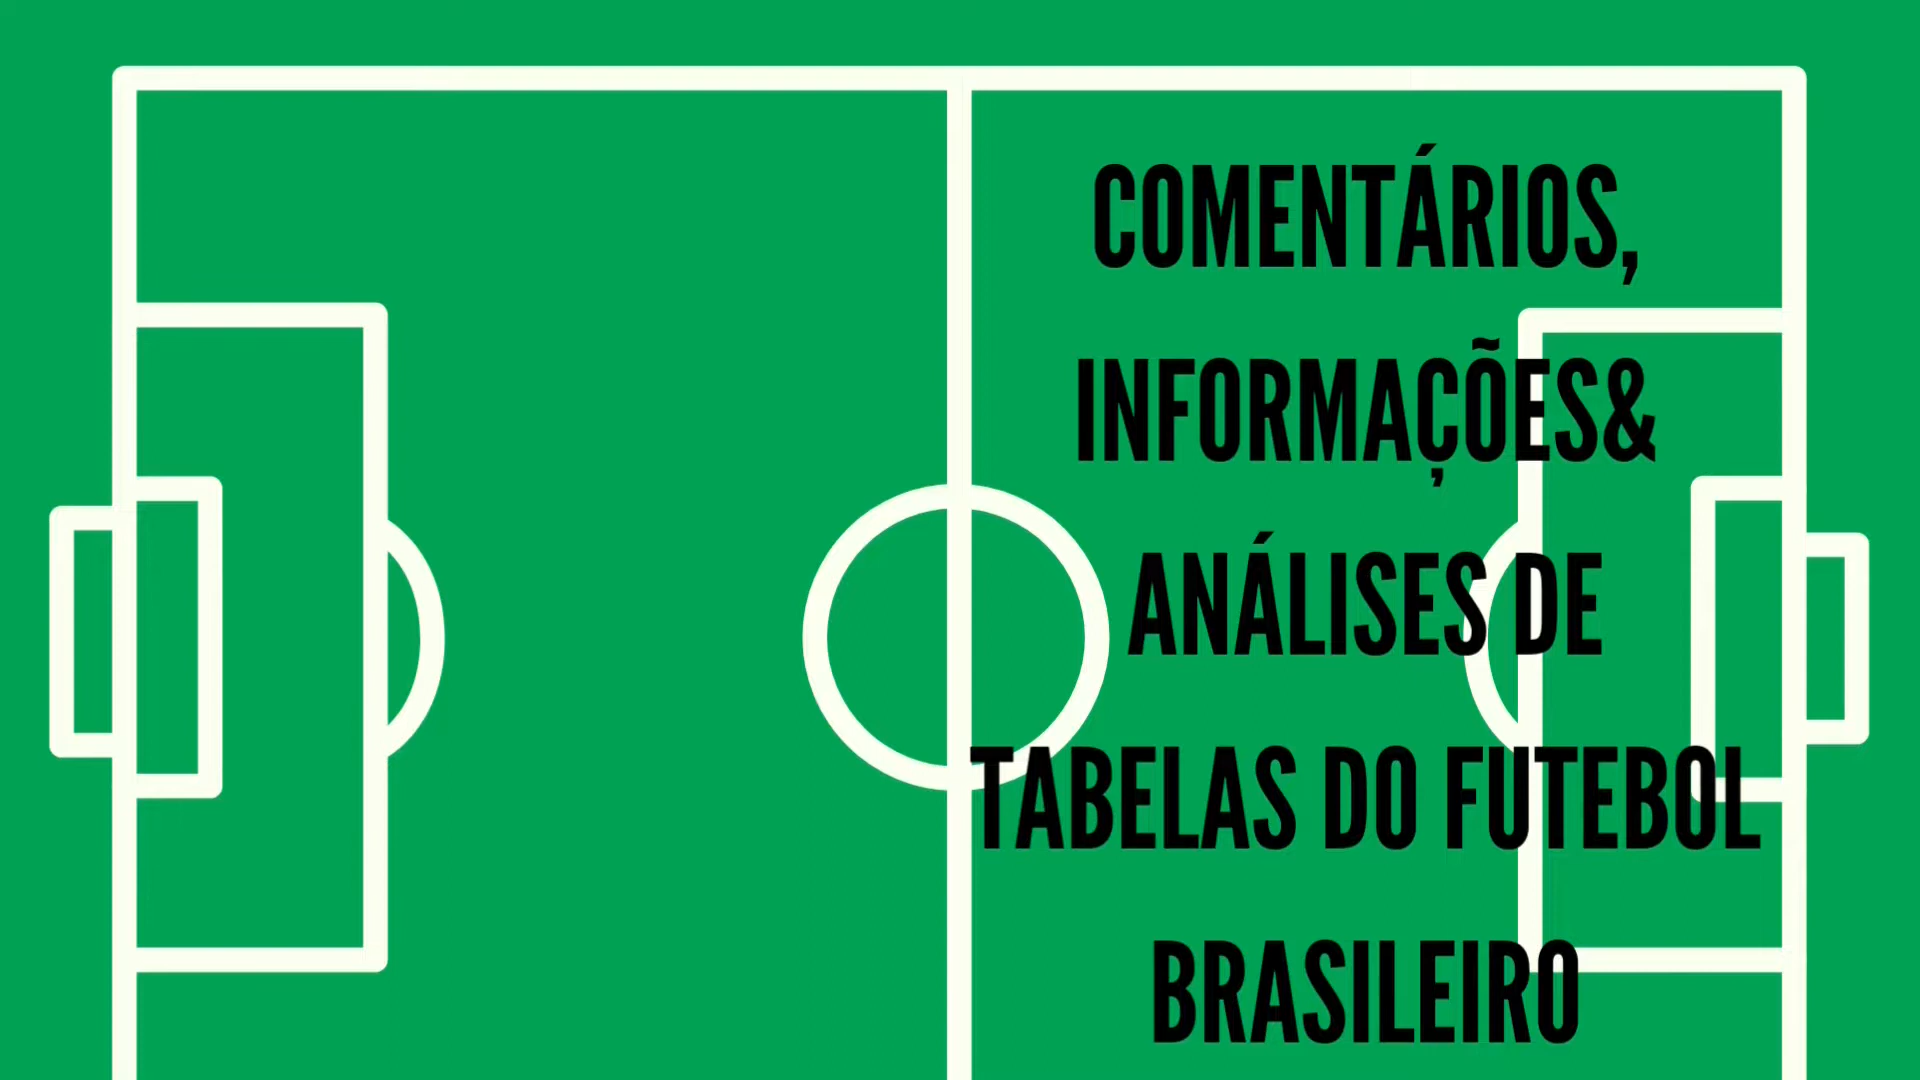 COMENTÁRIOS,
INFORMAÇÕES&
ANÁLISES DE
TABELAS DO FUTEBOL
BRASILEIRO